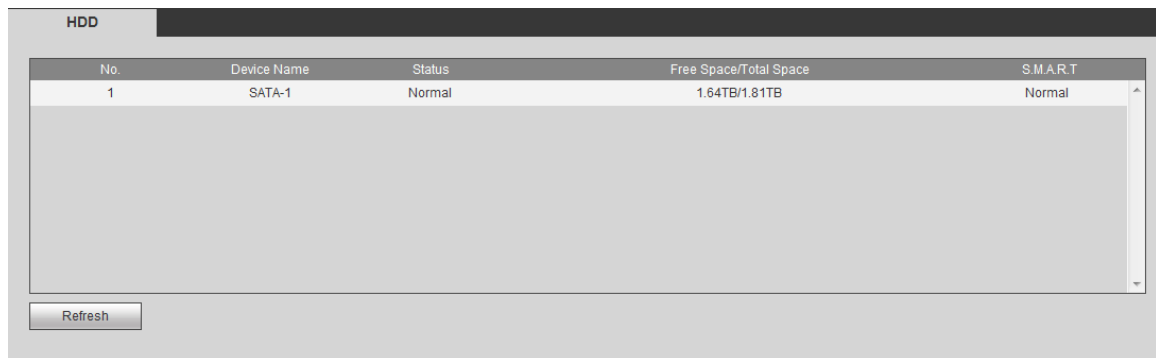 HDD
No. Device Name Status Free Space/Total Space S.M.A.R.T
1 SATA-1 Normal 1.64TB/1.81TB Normal
Refresh